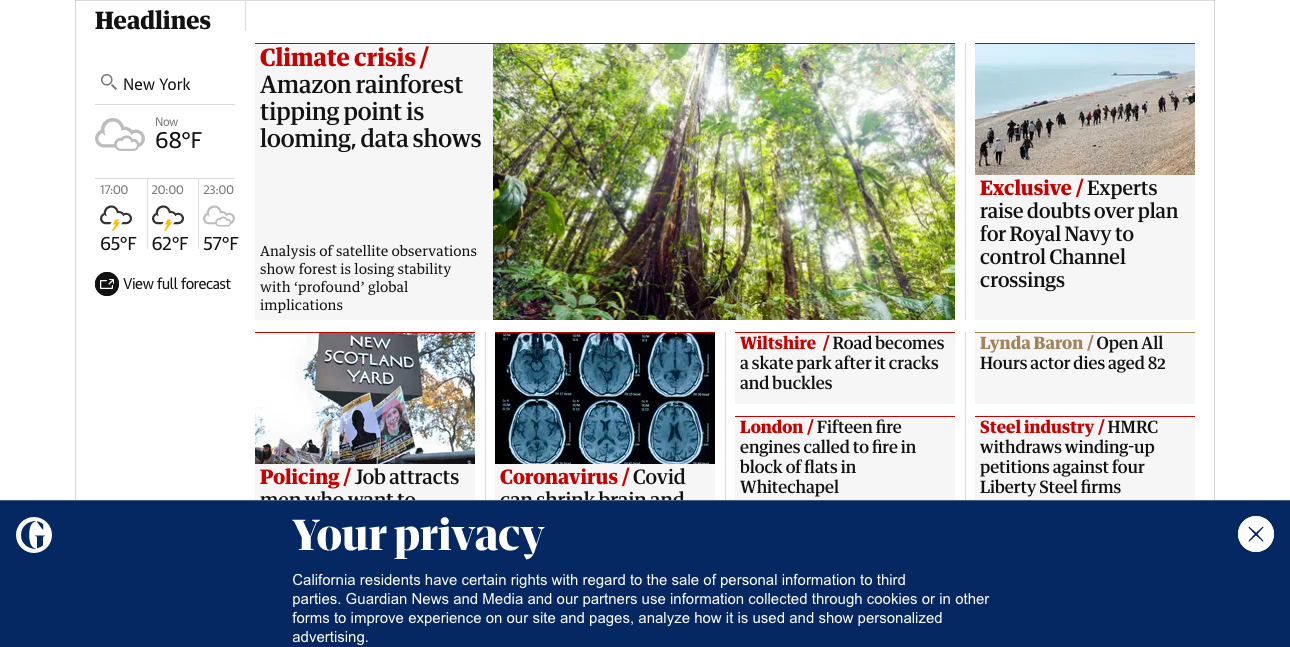 Headlines
New York
Now
68°F
17:00
20:00
23:00
65°F
62°F
57°F
View full forecast
Climate crisis /
Amazon rainforest
tipping point is
looming, data shows
Analysis of satellite observations
show forest is losing stability
with ‘profound’ global
implications
Exclusive / Experts
raise doubts over plan
for Royal Navy to
control Channel
crossings
NEW
SCOTLAND
YARD
Policing / Job attracts
men who want to
Coronavirus / Covid
can shrink brain and
Wiltshire / Road becomes
a skate park after it cracks
and buckles
London / Fifteen fire
engines called to fire in
block of flats in
Whitechapel
Lynda Baron / Open All
Hours actor dies aged 82
Steel industry / HMRC
withdraws winding-up
petitions against four
Liberty Steel firms
G
Your privacy
California residents have certain rights with regard to the sale of personal information to third
parties. Guardian News and Media and our partners use information collected through cookies or in other
forms to improve experience on our site and pages, analyze how it is used and show personalized
advertising.